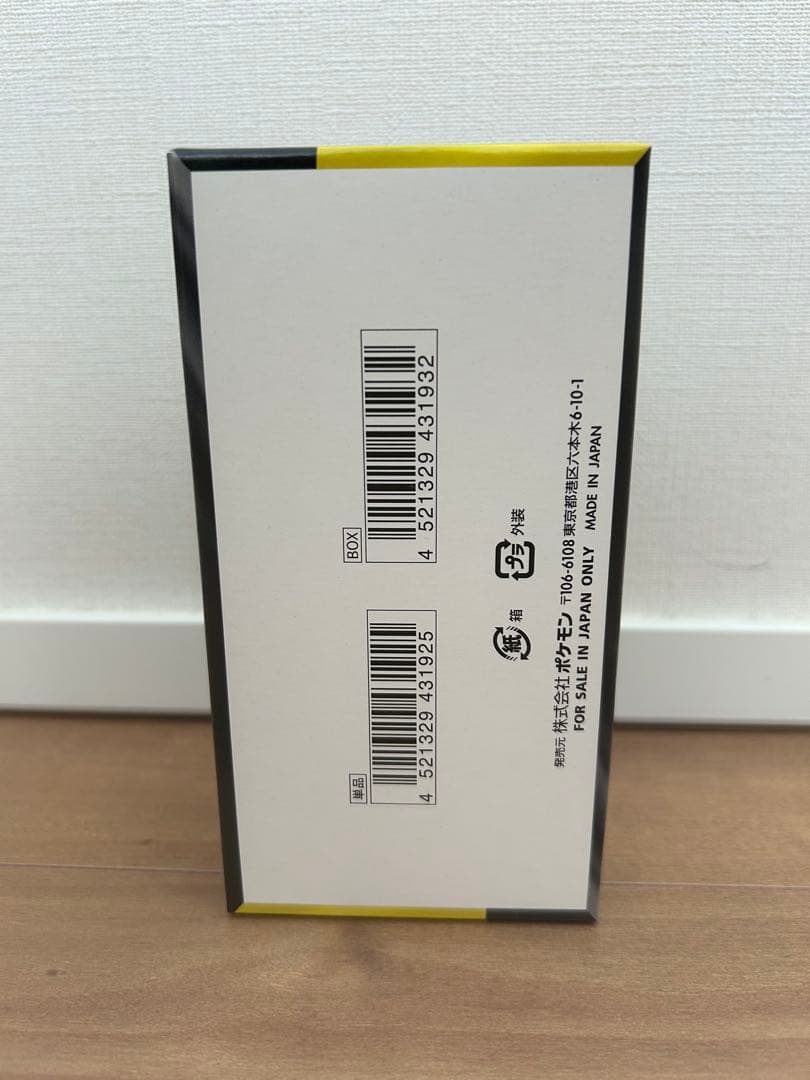 単品
4 521329 431925
BOX
4 521329 431932
紙 箱
プラ 外装
発売元 株式会社ポケモン 〒106-6108 東京都港区六本木6-10-1
FOR SALE IN JAPAN ONLY MADE IN JAPAN